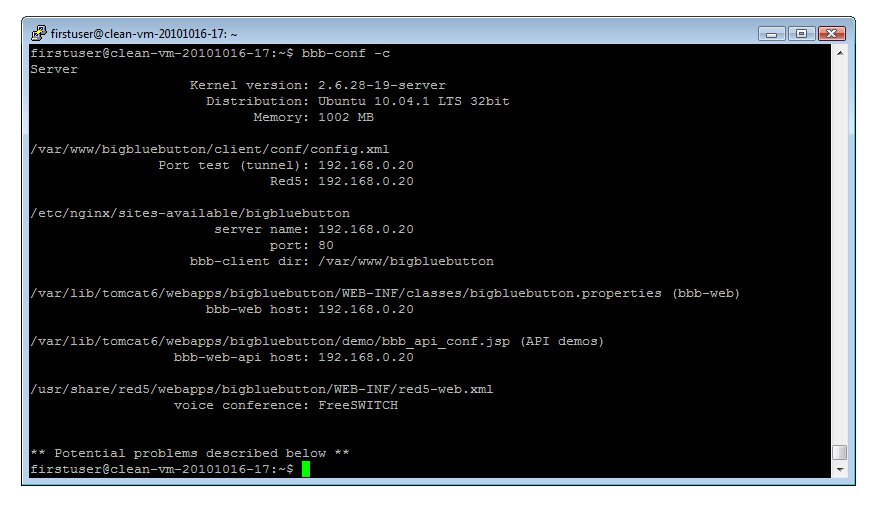 firstuser@clean-vm-20101016-17: ~
firstuser@clean-vm-20101016-17:~$ bbb-conf -c
Server
Kernel version: 2.6.28-19-server
Distribution: Ubuntu 10.04.1 LTS 32bit
Memory: 1002 MB
/var/www/bigbluebutton/client/conf/config.xml
Port test (tunnel): 192.168.0.20
Red5: 192.168.0.20
/etc/nginx/sites-available/bigbluebutton
server name: 192.168.0.20
port: 80
bbb-client dir: /var/www/bigbluebutton
/var/lib/tomcat6/webapps/bigbluebutton/WEB-INF/classes/bigbluebutton.properties (bbb-web)
bbb-web host: 192.168.0.20
/var/lib/tomcat6/webapps/bigbluebutton/demo/bbb_api_conf.jsp (API demos)
bbb-web-api host: 192.168.0.20
/usr/share/red5/webapps/bigbluebutton/WEB-INF/red5-web.xml
voice conference: FreeSWITCH
** Potential problems described below **
firstuser@clean-vm-20101016-17:~$